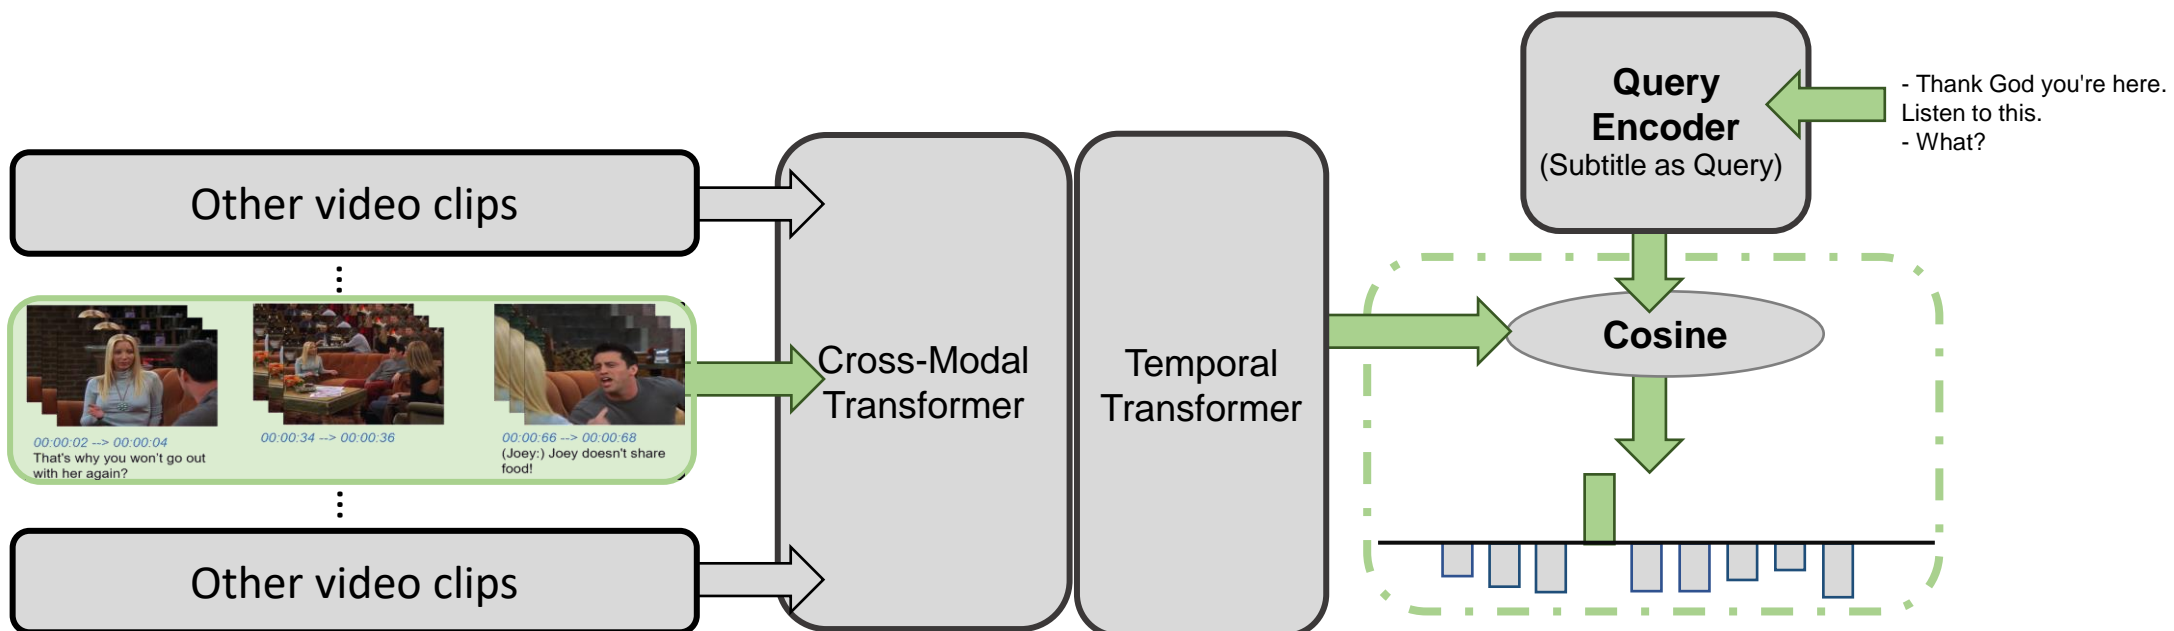 Query
Encoder
(Subtitle as Query)
- Thank God you're here.
Listen to this.
- What?
Other video clips
00:00:02 --> 00:00:04
That's why you won't go out
with her again?
00:00:34 --> 00:00:36
00:00:66 --> 00:00:68
(Joey:) Joey doesn't share
food!
Other video clips
Cross-Modal
Transformer
Temporal
Transformer
Cosine